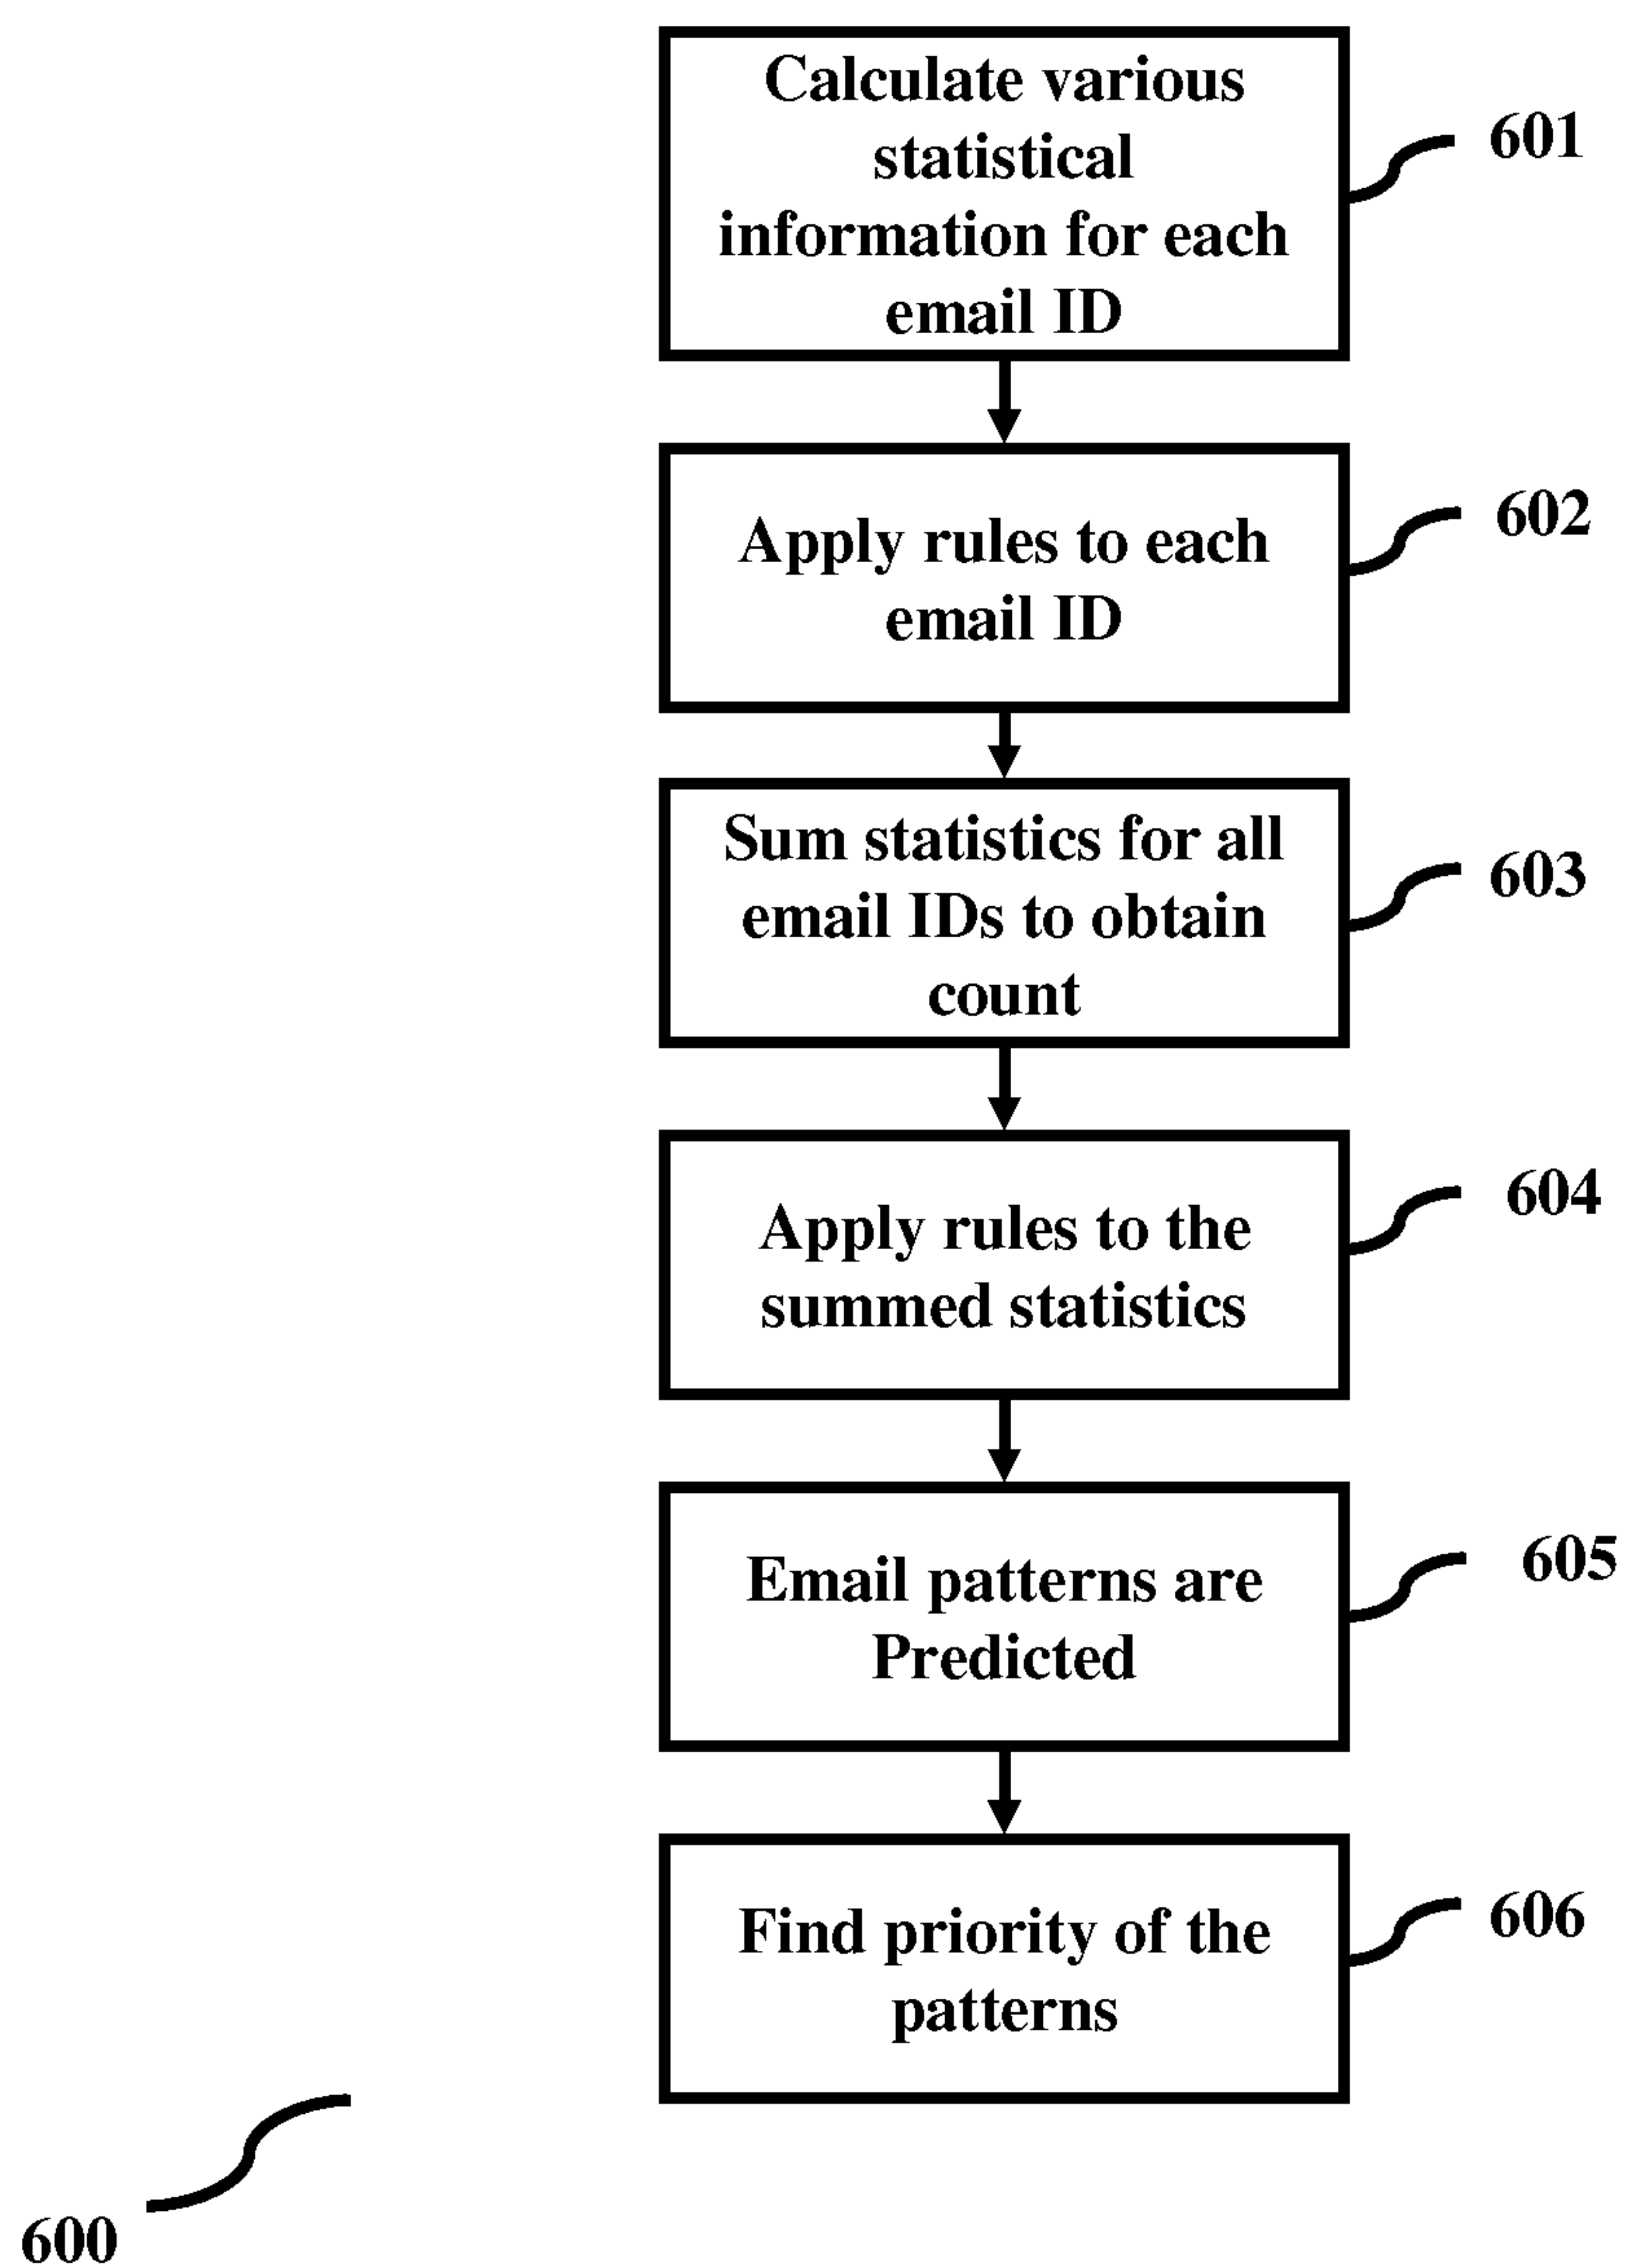 Calculate various
statistical
information for each
email ID
601
Apply rules to each
email ID
602
Sum statistics for all
email IDs to obtain
count
603
Apply rules to the
summed statistics
604
Email patterns are
Predicted
605
Find priority of the
patterns
606
600